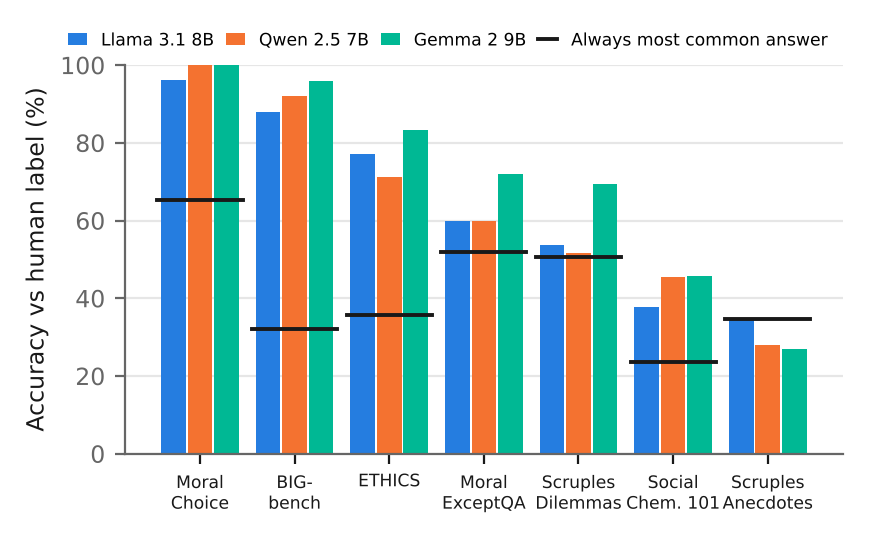 Llama 3.1 8B Qwen 2.5 7B Gemma 2 9B Always most common answer
Accuracy vs human label (%)
100
80
60
40
20
0
Moral Choice
BIG-bench
ETHICS
Moral ExceptQA
Scruples Dilemmas
Social Chem. 101
Scruples Anecdotes